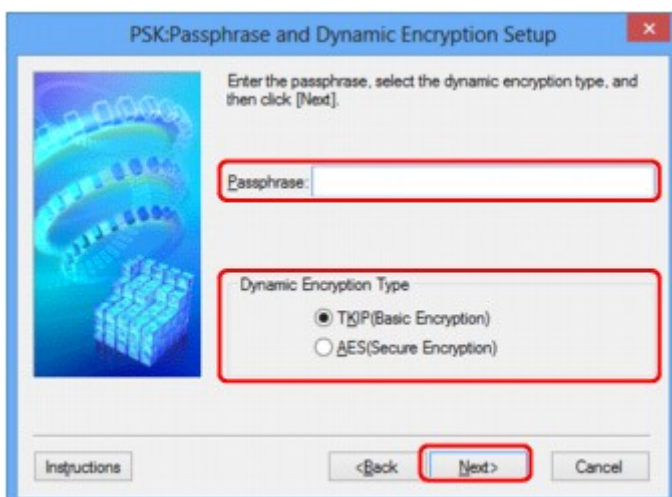 PSK:Passphrase and Dynamic Encryption Setup
Enter the passphrase, select the dynamic encryption type, and
then click [Next].
Passphrase:
Dynamic Encryption Type
TKIP(Basic Encryption)
AES(Secure Encryption)
Instructions
<Back
Next>
Cancel